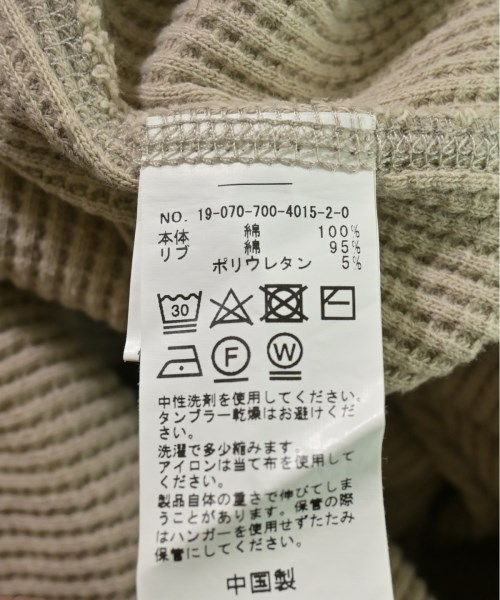 NO. 19-070-700-4015-2-0
本体 綿 100%
リブ 綿 95%
ポリウレタン 5%
30
F W
中性洗剤を使用してください。
タンブラー乾燥はお避けくだ
さい。
洗濯で多少縮みます。
アイロンは当て布を使用して
ください。
製品自体の重さで伸びてしま
うことがあります。保管の際
はハンガーを使用せずたたみ
保管にしてください。
中国製